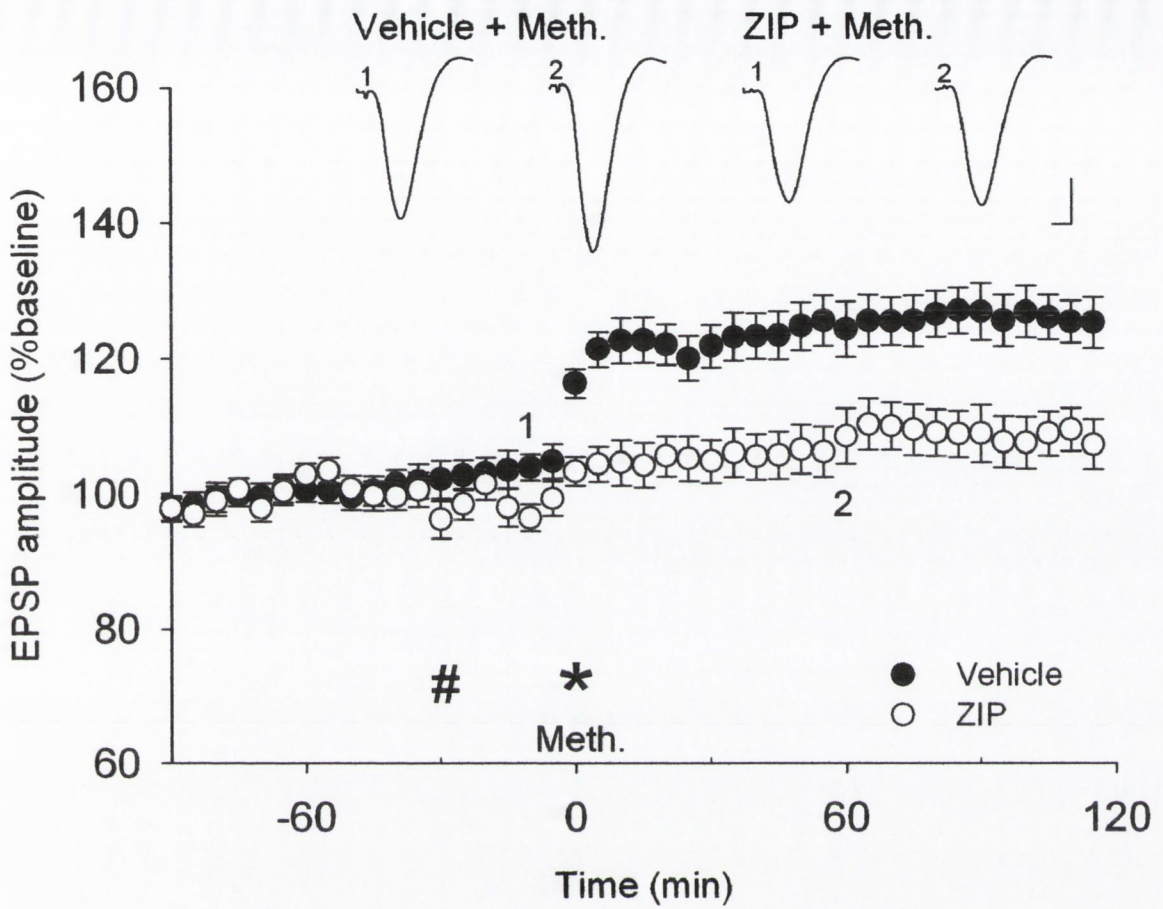 Vehicle + Meth. ZIP + Meth.
1 2 1 2
160
140
120
100
80
60
EPSP amplitude (%baseline)
1
2
# *
Meth.
Vehicle
ZIP
-60 0 60 120
Time (min)